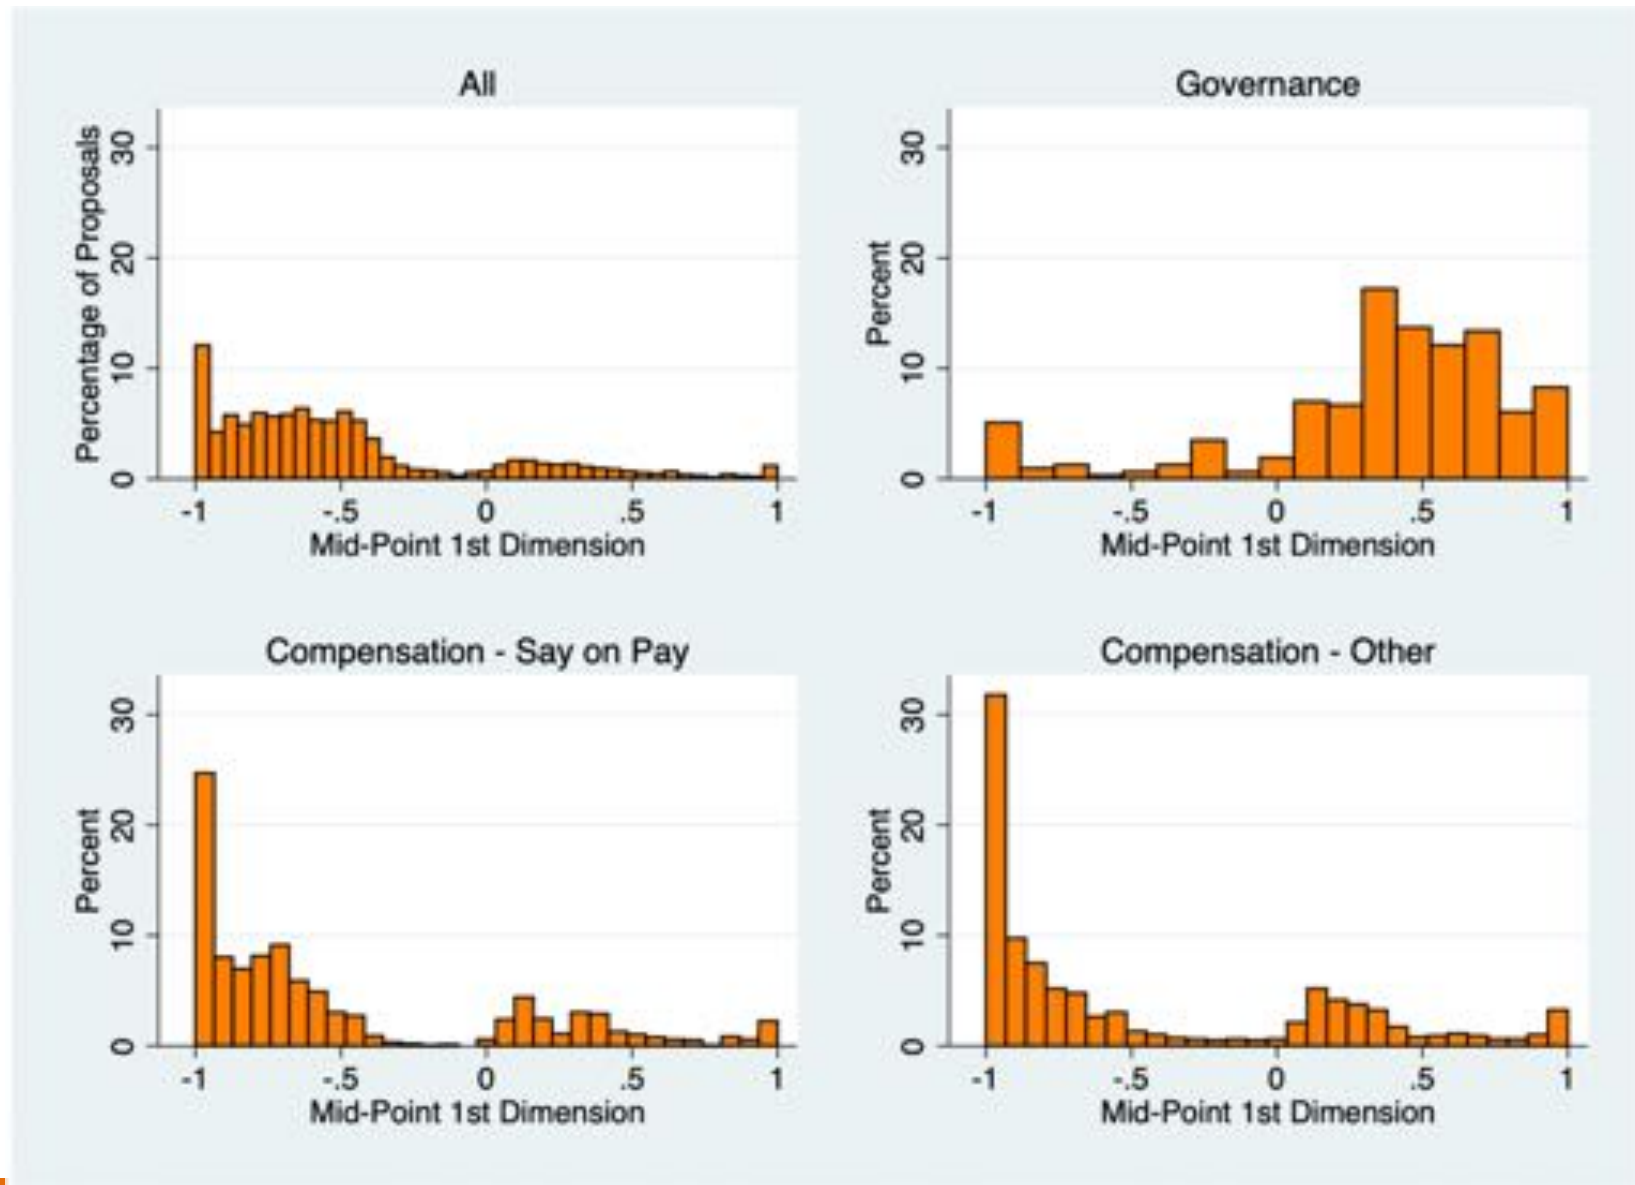 All
Percentage of Proposals
30
20
10
0
-1 -.5 0 .5 1
Mid-Point 1st Dimension
Governance
Percent
30
20
10
0
-1 -.5 0 .5 1
Mid-Point 1st Dimension
Compensation - Say on Pay
Percent
30
20
10
0
-1 -.5 0 .5 1
Mid-Point 1st Dimension
Compensation - Other
Percent
30
20
10
0
-1 -.5 0 .5 1
Mid-Point 1st Dimension